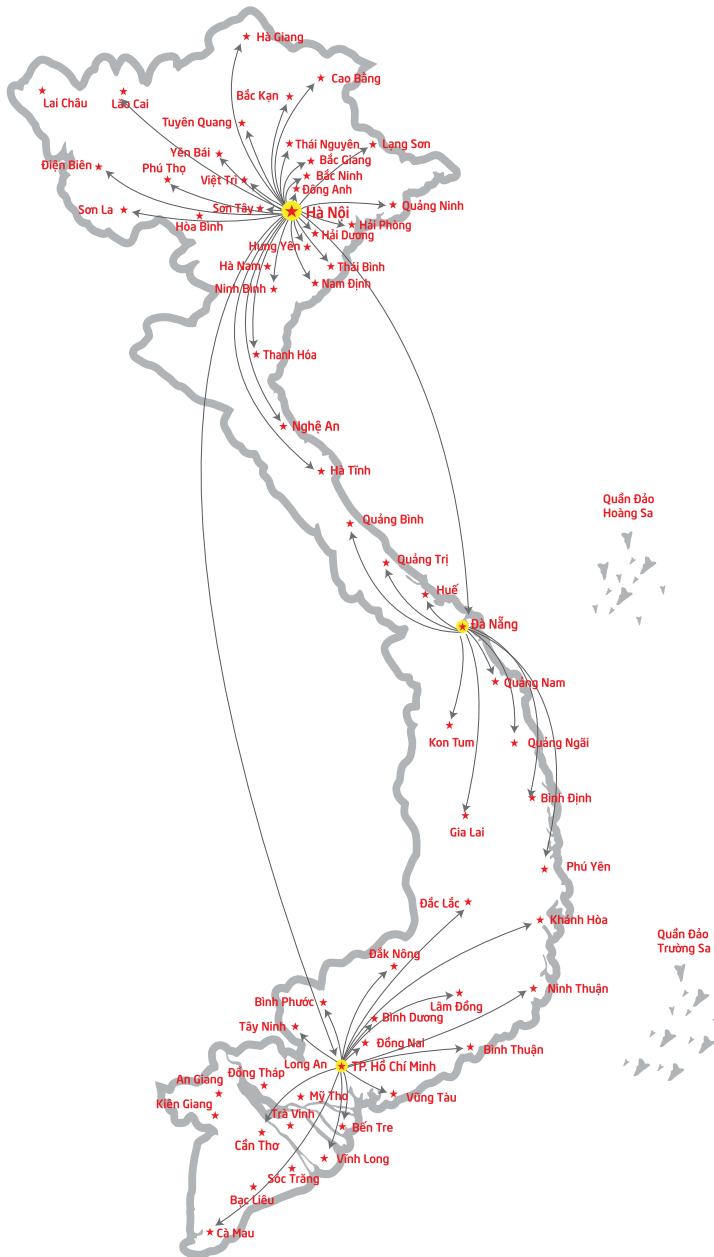 Hà Giang
Cao Bằng
Lai Châu
Lào Cai
Bắc Kạn
Tuyên Quang
Thái Nguyên
Lạng Sơn
Yên Bái
Bắc Giang
Điện Biên
Phú Thọ
Việt Trì
Bắc Ninh
Đông Anh
Sơn La
Sơn Tây
Hà Nội
Quảng Ninh
Hòa Bình
Hải Phòng
Hải Dương
Hưng Yên
Hà Nam
Thái Bình
Ninh Bình
Nam Định
Thanh Hóa
Nghệ An
Hà Tĩnh
Quần Đảo
Hoàng Sa
Quảng Bình
Quảng Trị
Huế
Đà Nẵng
Quảng Nam
Kon Tum
Quảng Ngãi
Bình Định
Gia Lai
Phú Yên
Đắc Lắc
Khánh Hòa
Quần Đảo
Trường Sa
Đắk Nông
Ninh Thuận
Bình Phước
Lâm Đồng
Bình Dương
Tây Ninh
Đồng Nai
Bình Thuận
Long An
TP. Hồ Chí Minh
An Giang
Đồng Tháp
Mỹ Tho
Vũng Tàu
Kiên Giang
Trà Vinh
Bến Tre
Cần Thơ
Vĩnh Long
Sóc Trăng
Bạc Liêu
Cà Mau